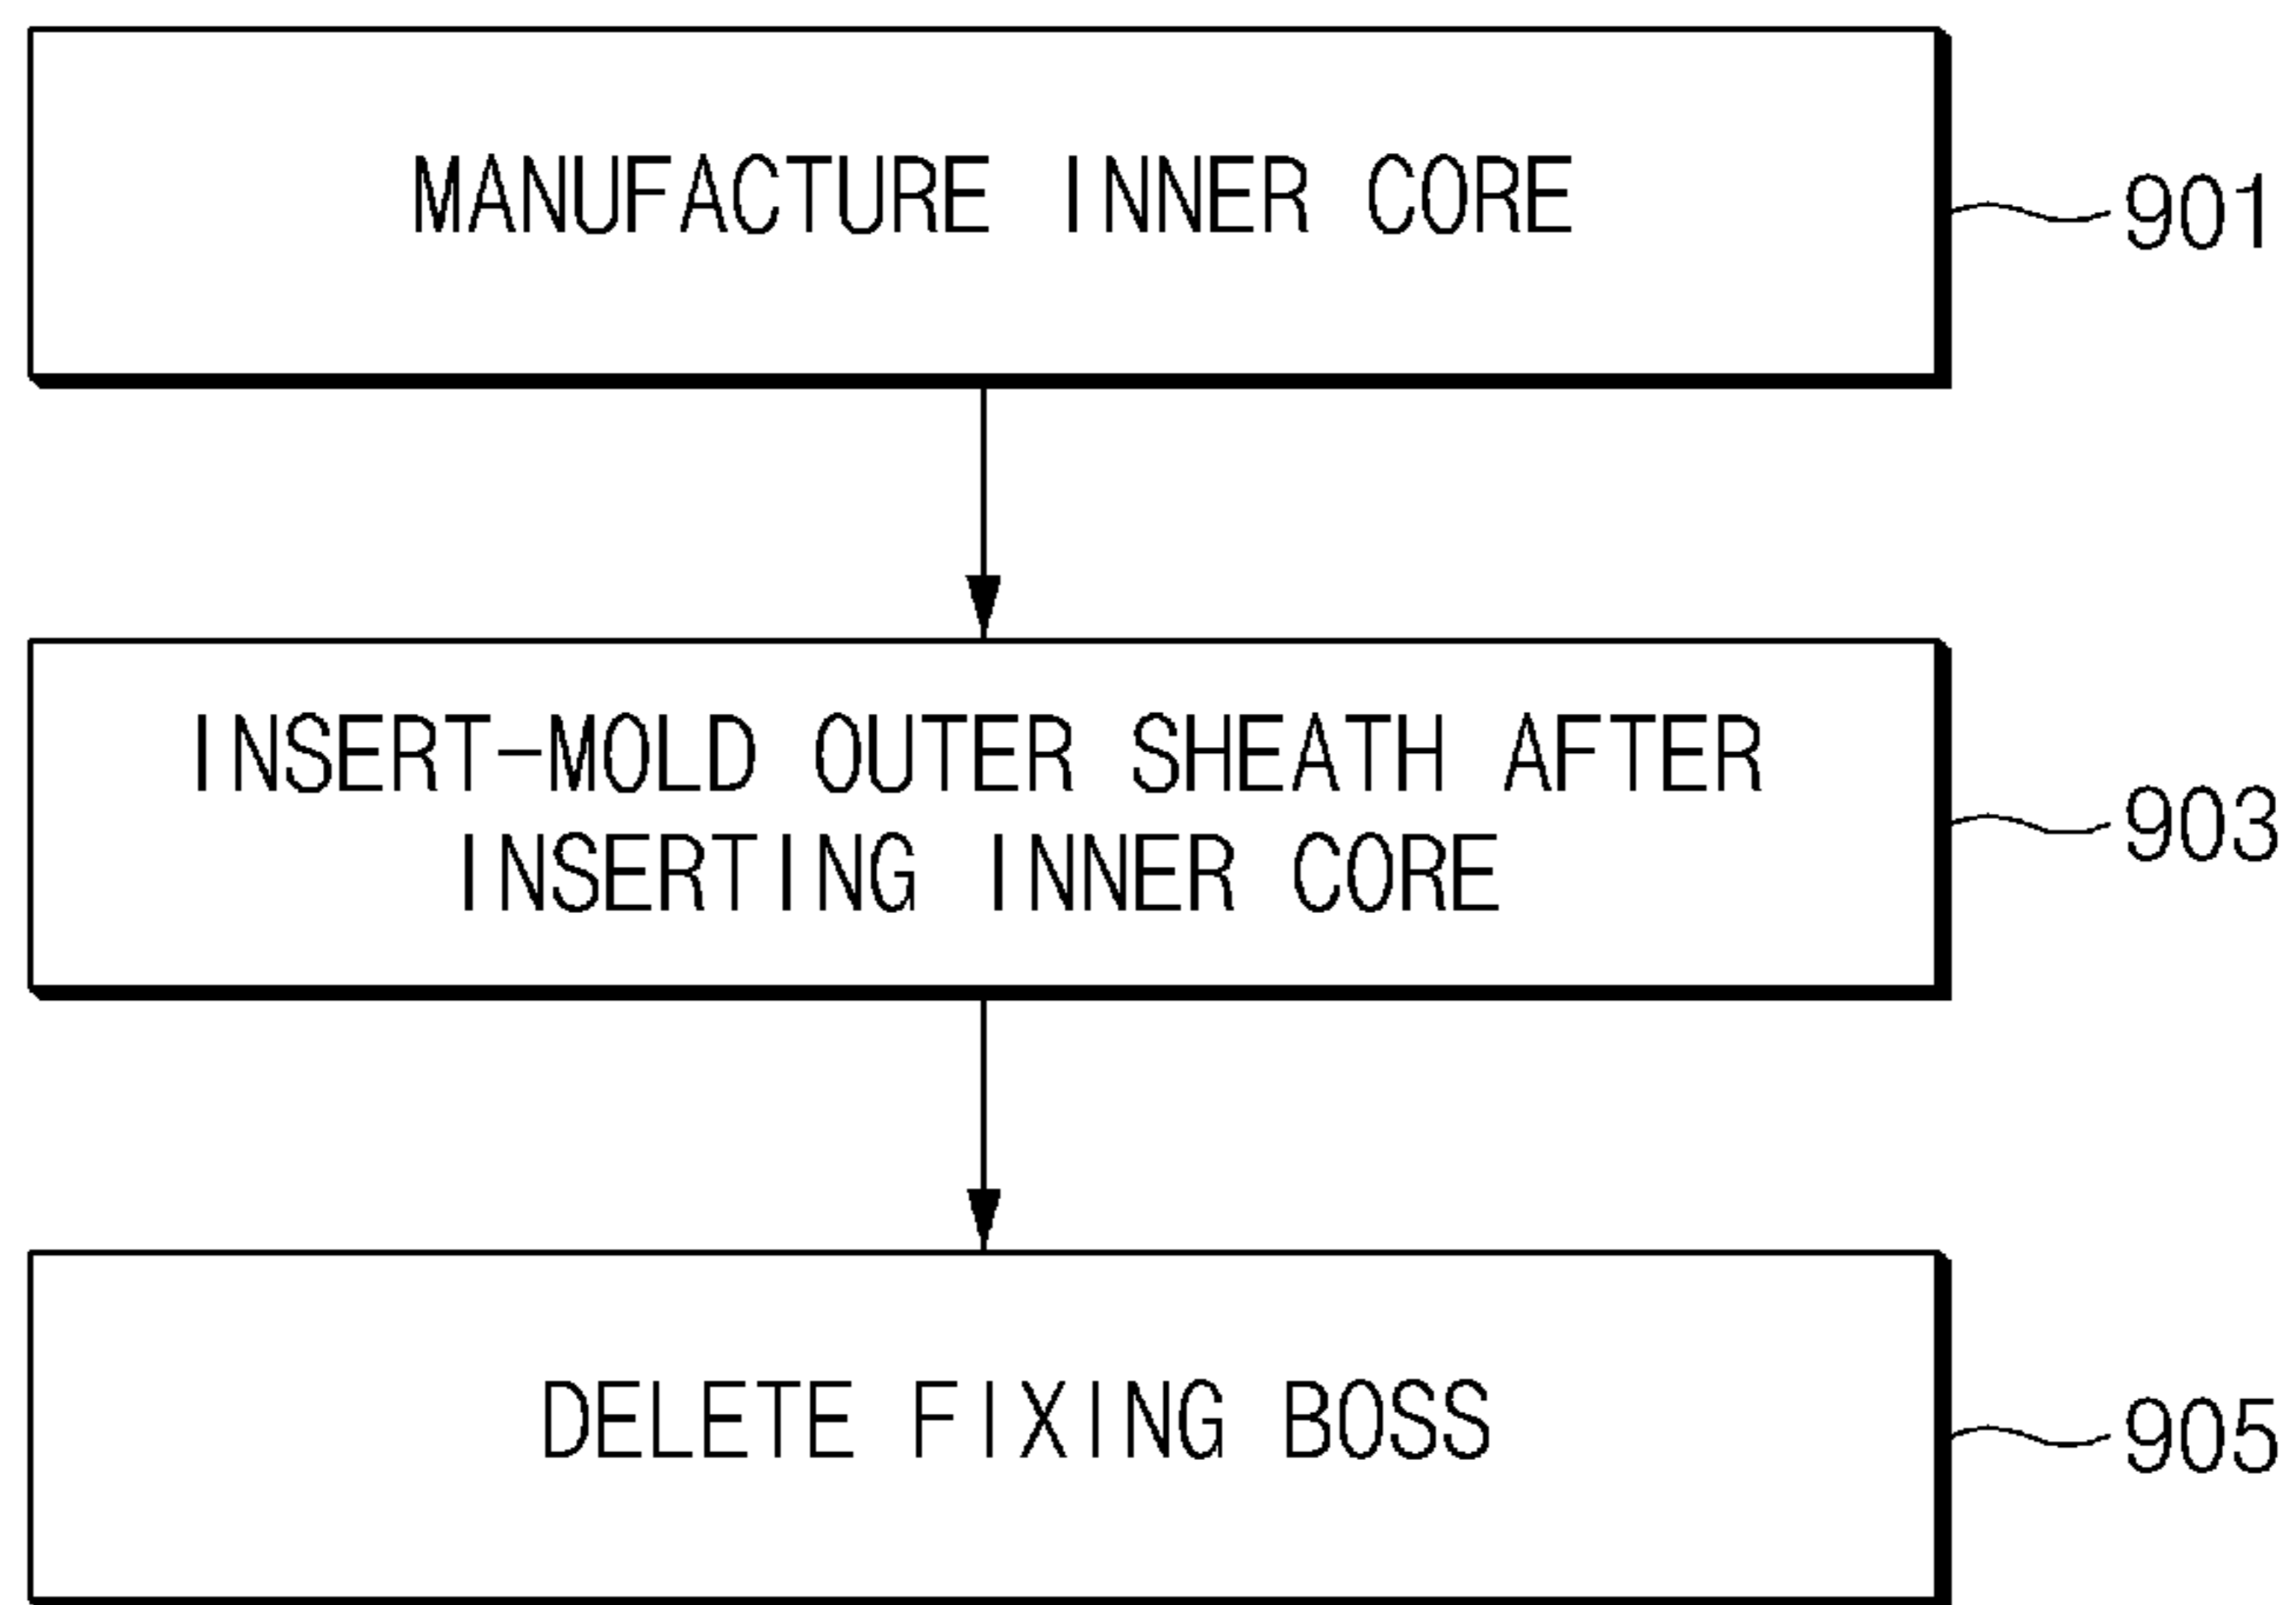 MANUFACTURE INNER CORE
901
INSERT-MOLD OUTER SHEATH AFTER
INSERTING INNER CORE
903
DELETE FIXING BOSS
905